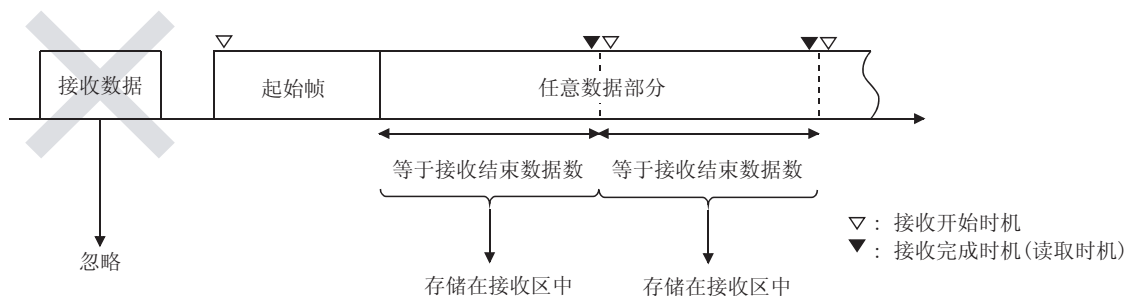 接收数据
起始帧
任意数据部分
等于接收结束数据数
等于接收结束数据数
▽ : 接收开始时机
▼ : 接收完成时机(读取时机)
忽略
存储在接收区中
存储在接收区中